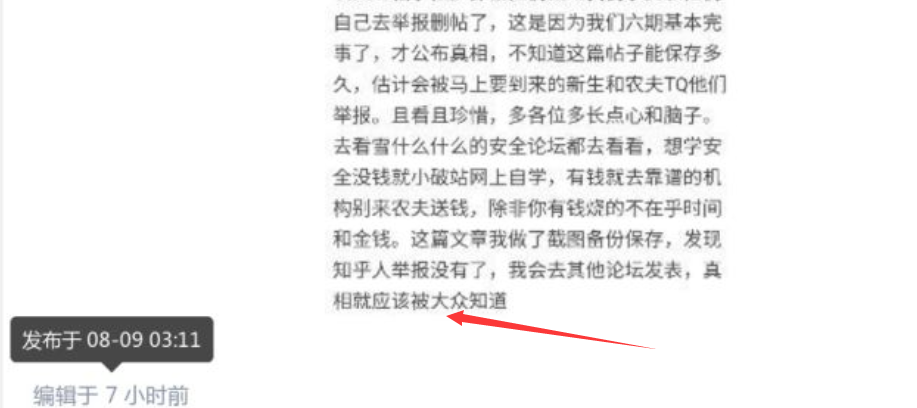 自己去举报删帖了，这是因为我们六期基本完
事了，才公布真相，不知道这篇帖子能保存多
久，估计会被马上要到来的新生和农夫TQ他们
举报。且看且珍惜，多各位多长点心和脑子。
去看雪什么什么的安全论坛都去看看，想学安
全没钱就小破站网上自学，有钱就去靠谱的机
构别来农夫送钱，除非你有钱烧的不在乎时间
和金钱。这篇文章我做了截图备份保存，发现
知乎人举报没有了，我会去其他论坛发表，真
相就应该被大众知道
发布于 08-09 03:11
编辑于 7 小时前